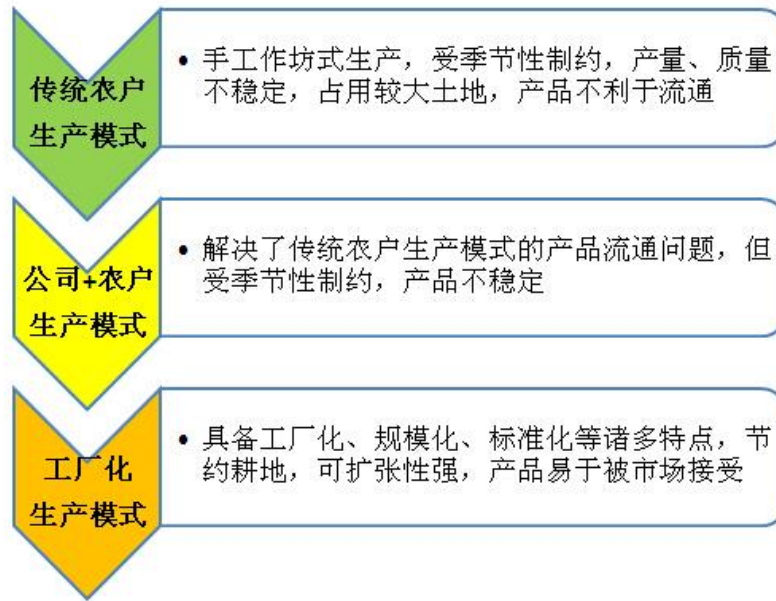 传统农户
生产模式
• 手工作坊式生产，受季节性制约，产量、质量
不稳定，占用较大土地，产品不利于流通
公司+农户
生产模式
• 解决了传统农户生产模式的产品流通问题，但
受季节性制约，产品不稳定
工厂化
生产模式
• 具备工厂化、规模化、标准化等诸多特点，节
约耕地，可扩张性强，产品易于被市场接受